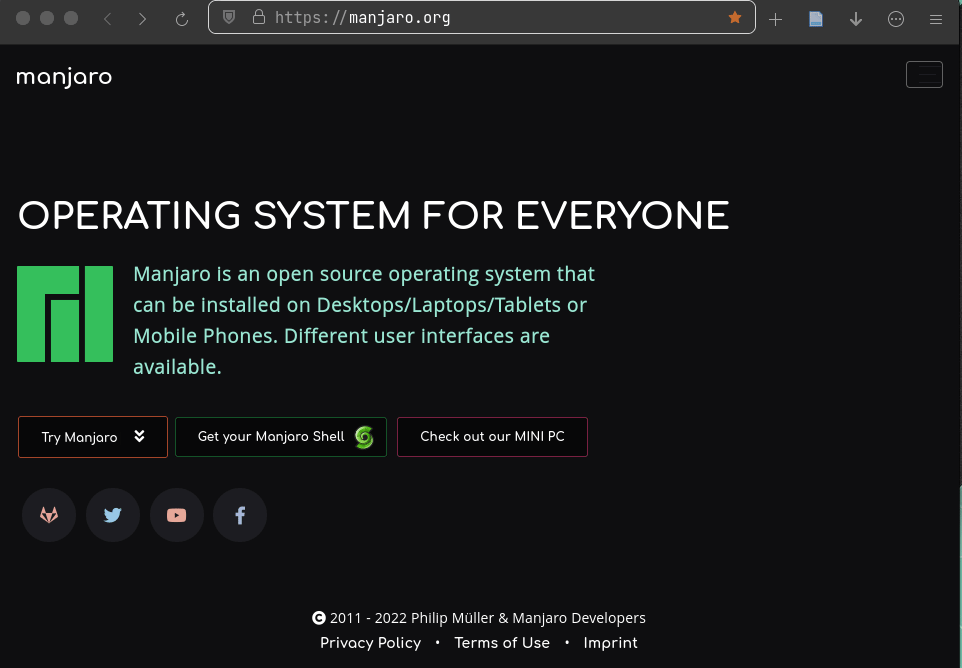 https://manjaro.org
manjaro
OPERATING SYSTEM FOR EVERYONE
Manjaro is an open source operating system that
can be installed on Desktops/Laptops/Tablets or
Mobile Phones. Different user interfaces are
available.
Try Manjaro
Get your Manjaro Shell
Check out our MINI PC
© 2011 - 2022 Philip Müller & Manjaro Developers
Privacy Policy • Terms of Use • Imprint